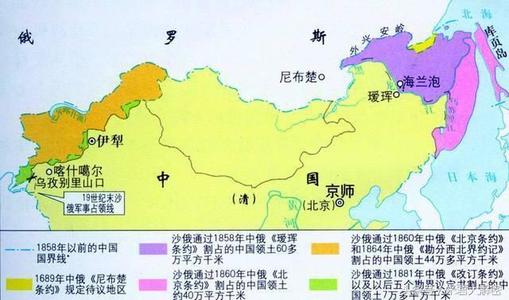 俄 罗 斯
北海
库页岛
外兴安岭
尼布楚
海兰泡
瑷珲
伊犁
喀什噶尔
乌孜别里山口
19世纪末沙
俄军事占领线
中 国
(清)
京师
(北京)
日本海
1858年以前的中国
国界线
沙俄通过1858年中俄《瑷珲
条约》割占的中国领土60多
万平方千米
沙俄通过1860年中俄《北京条约》
和1864年中俄《勘分西北界约记》
割占的中国领土44万多平方千米
1689年中俄《尼布楚
条约》规定待议地区
沙俄通过1860年中俄《北
京条约》割占的中国领土
约40万平方千米
沙俄通过1881年中俄《改订条约》
以及以后五个勘界议定书割占的中国
领土7万多平方千米